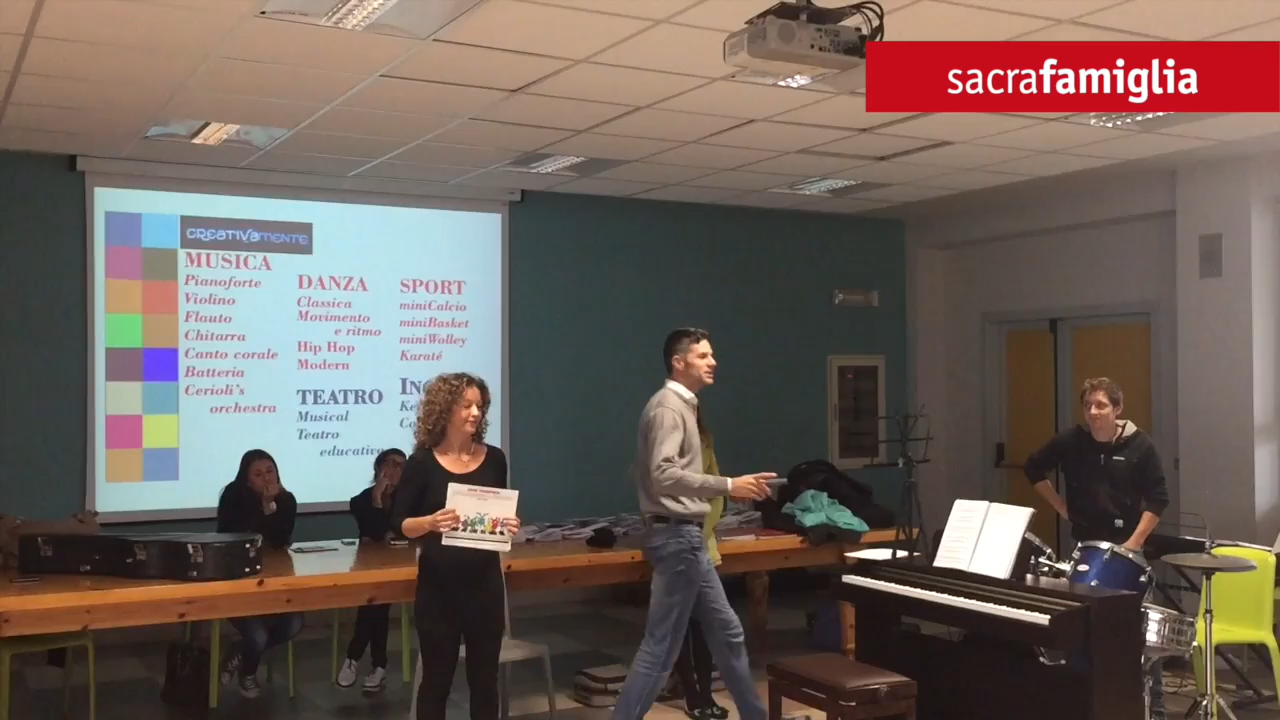 sacrafamiglia
CREATIVAMENTE
MUSICA
Pianoforte
Violino
Flauto
Chitarra
Canto corale
Batteria
Cerioli's
orchestra
DANZA
Classica
Movimento
e ritmo
Hip Hop
Modern
TEATRO
Musical
Teatro
educativo
SPORT
miniCalcio
miniBasket
miniWolley
Karaté